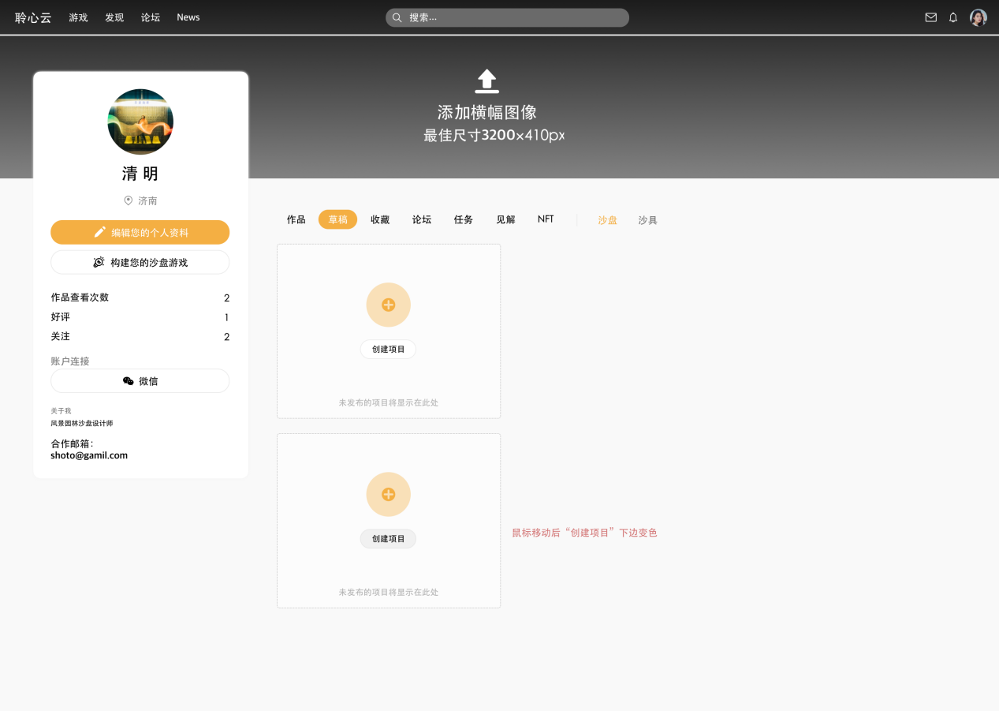 聆心云 游戏 发现 论坛 News 搜索...
添加横幅图像
最佳尺寸3200×410px
清 明
济南
编辑您的个人资料
构建您的沙盘游戏
作品查看次数 2
好评 1
关注 2
账户连接
微信
关于我
风景园林沙盘设计师
合作邮箱：
shoto@gamil.com
作品 草稿 收藏 论坛 任务 见解 NFT 沙盘 沙具
创建项目
未发布的项目将显示在此处
创建项目
未发布的项目将显示在此处
鼠标移动后“创建项目”下边变色